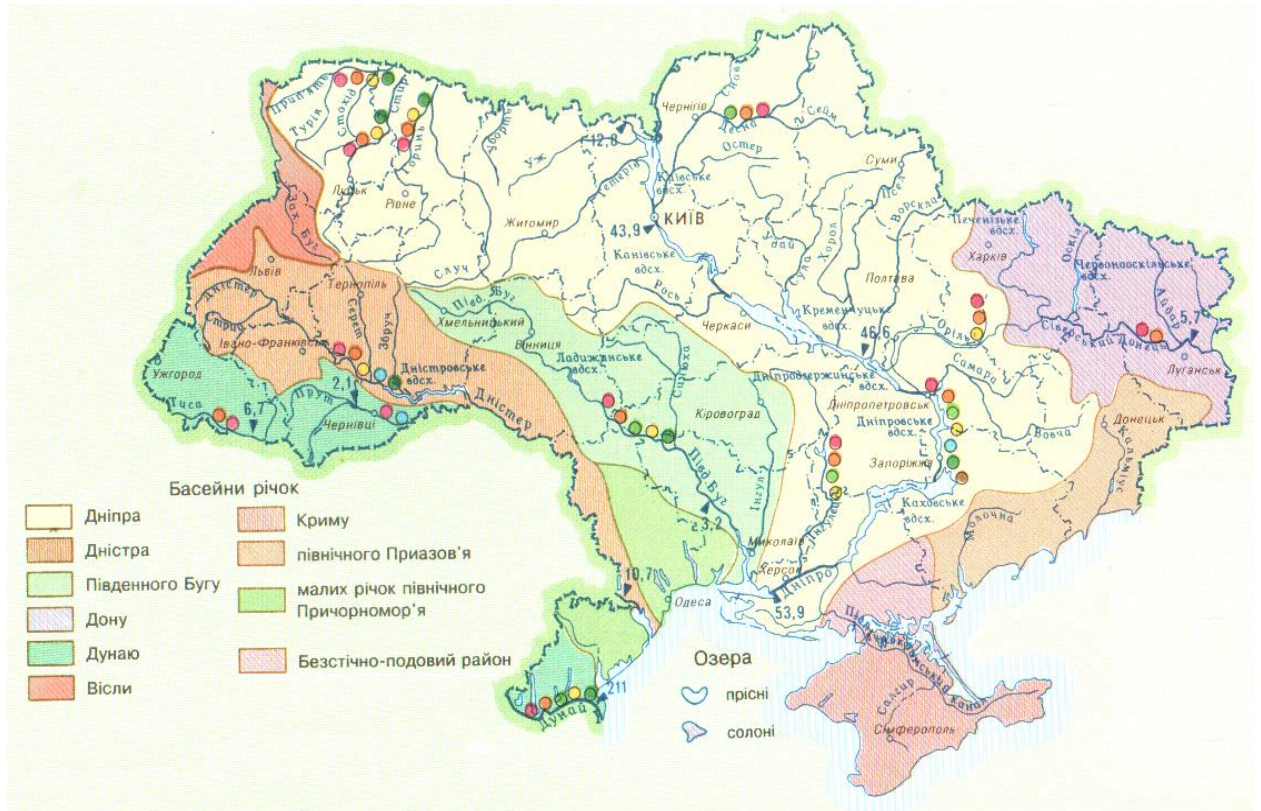 Прип'ять
Турія
Стохід
Стир
Горинь
Уборть
Уж
12,8
Тетерів
Снов
Чернігів
Десна
Сейм
Остер
Суми
Луцьк
Рівне
Житомир
Київське
вдсх.
КИЇВ
43,9
Канівське
вдсх.
Рось
Удай
Сула
Хорол
Псел
Ворскла
Полтава
Печенізьке
вдсх.
Харків
Оскіл
Червонооскільське
вдсх.
Айдар
5,7
Сіверський Донець
Луганськ
Зах. Буг
Львів
Тернопіль
Случ
Дністер
Стрий
Івано-Франківськ
Серет
Збруч
Хмельницький
Півд. Буг
Вінниця
Ладижинське
вдсх.
Синюха
Черкаси
Кременчуцьке
вдсх.
46,6
Оріль
Самара
Ужгород
Тиса
6,7
2,1
Прут
Чернівці
Дністровське
вдсх.
Дністер
Кіровоград
Дніпродзержинське
вдсх.
Дніпропетровськ
Дніпровське
вдсх.
Вовча
Донецьк
Кальміус
Запоріжжя
Каховське
вдсх.
Молочна
Півд. Буг
Інгул
Інгулець
3,2
Миколаїв
Херсон
Дніпро
53,9
10,7
Одеса
211
Дунай
Північнокримський канал
Салгир
Сімферополь
Басейни річок
Дніпра
Дністра
Південного Бугу
Дону
Дунаю
Вісли
Криму
північного Приазов'я
малих річок північного
Причорномор'я
Безстічно-подовий район
Озера
прісні
солоні